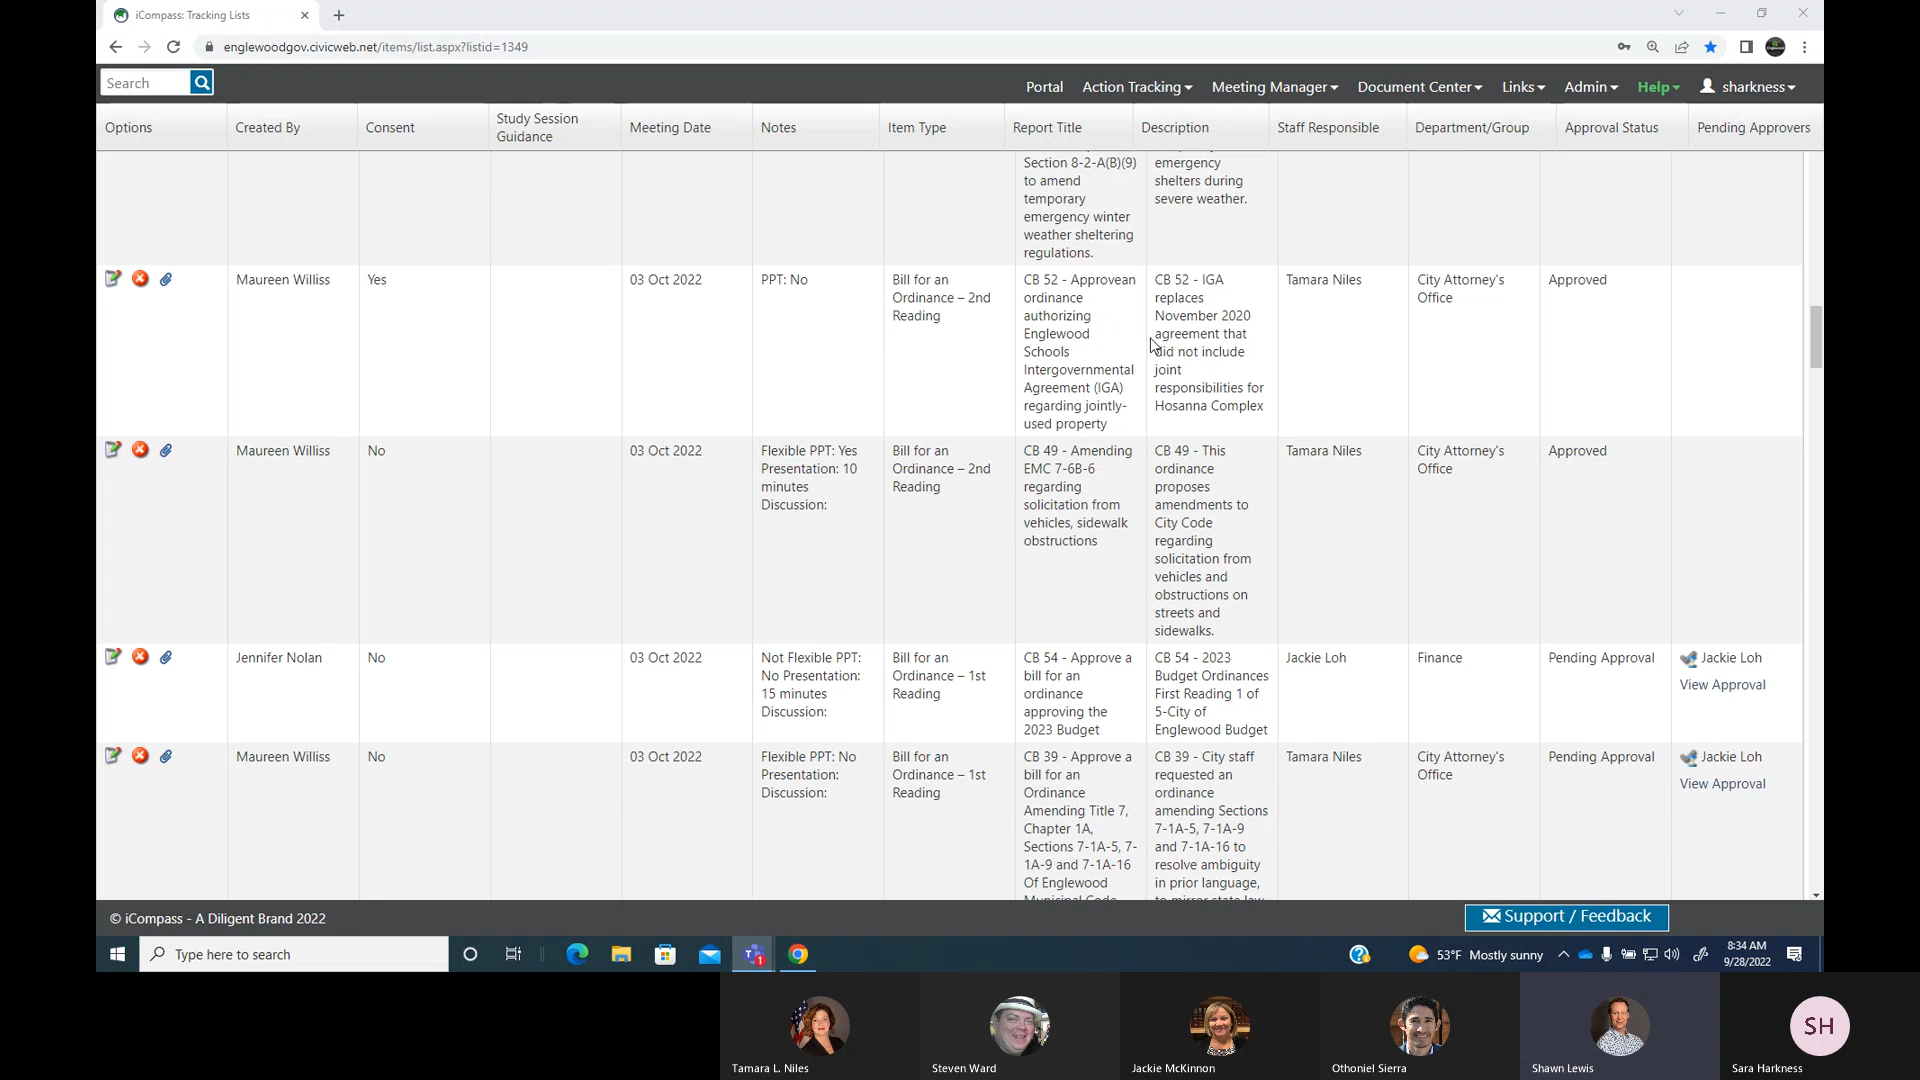 iCompass: Tracking Lists
englewoodgov.civicweb.net/items/list.aspx?listid=1349
Search
Portal
Action Tracking
Meeting Manager
Document Center
Links
Admin
Help
sharkness
Options
Created By
Consent
Study Session
Guidance
Meeting Date
Notes
Item Type
Report Title
Description
Staff Responsible
Department/Group
Approval Status
Pending Approvers
Section 8-2-A(B)(9)
to amend
temporary
emergency winter
weather sheltering
regulations.
emergency
shelters during
severe weather.
Maureen Williss
Yes
03 Oct 2022
PPT: No
Bill for an
Ordinance – 2nd
Reading
CB 52 - Approvean
ordinance
authorizing
Englewood
Schools
Intergovernmental
Agreement (IGA)
regarding jointly-
used property
CB 52 - IGA
replaces
November 2020
agreement that
did not include
joint
responsibilities for
Hosanna Complex
Tamara Niles
City Attorney's
Office
Approved
Maureen Williss
No
03 Oct 2022
Flexible PPT: Yes
Presentation: 10
minutes
Discussion:
Bill for an
Ordinance – 2nd
Reading
CB 49 - Amending
EMC 7-6B-6
regarding
solicitation from
vehicles, sidewalk
obstructions
CB 49 - This
ordinance
proposes
amendments to
City Code
regarding
solicitation from
vehicles and
obstructions on
streets and
sidewalks.
Tamara Niles
City Attorney's
Office
Approved
Jennifer Nolan
No
03 Oct 2022
Not Flexible PPT:
No Presentation:
15 minutes
Discussion:
Bill for an
Ordinance – 1st
Reading
CB 54 - Approve a
bill for an
ordinance
approving the
2023 Budget
CB 54 - 2023
Budget Ordinances
First Reading 1 of
5-City of
Englewood Budget
Jackie Loh
Finance
Pending Approval
Jackie Loh
View Approval
Maureen Williss
No
03 Oct 2022
Flexible PPT: No
Presentation:
Discussion:
Bill for an
Ordinance – 1st
Reading
CB 39 - Approve a
bill for an
Ordinance
Amending Title 7,
Chapter 1A,
Sections 7-1A-5, 7-
1A-9 and 7-1A-16
Of Englewood
Municipal Code
CB 39 - City staff
requested an
ordinance
amending Sections
7-1A-5, 7-1A-9
and 7-1A-16 to
resolve ambiguity
in prior language,
to mirror state law
Tamara Niles
City Attorney's
Office
Pending Approval
Jackie Loh
View Approval
© iCompass - A Diligent Brand 2022
Support / Feedback
Type here to search
1
53°F Mostly sunny
8:34 AM
9/28/2022
Tamara L. Niles
Steven Ward
Jackie McKinnon
Othoniel Sierra
Shawn Lewis
SH
Sara Harkness